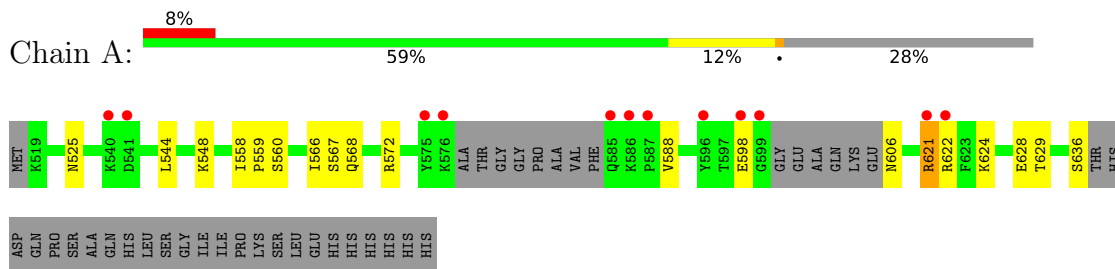 8%
Chain A:
59% 12% • 28%
MET K519 N525 K540 D541 L544 K548 I558 P559 S560 I566 S567 Q568 R572 Y575 K576 ALA THR GLY GLY PRO ALA VAL PHE Q585 K586 P587 V588 Y596 T597 E598 G599 GLY GLU ALA GLN LYS GLU N606 R621 R622 F623 K624 E628 T629 S636 THR HIS
ASP GLN PRO SER ALA GLN HIS LEU SER GLY ILE ILE PRO LYS SER LEU GLU HIS HIS HIS HIS HIS HIS